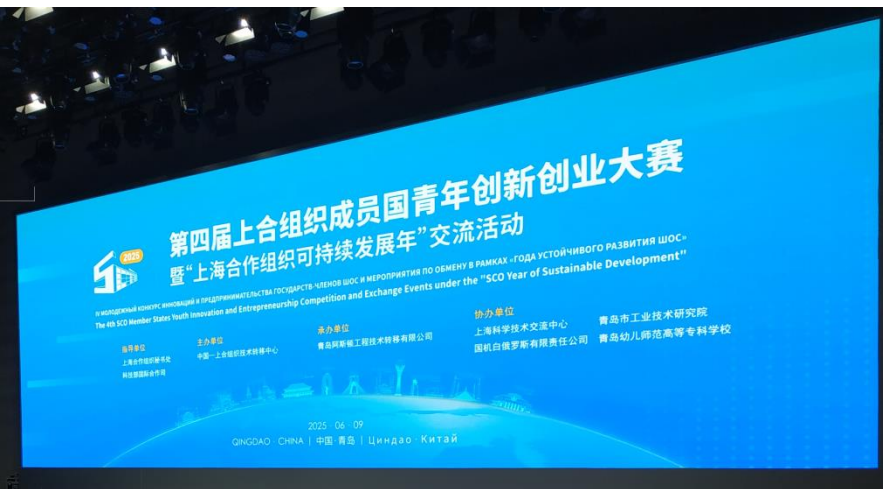 2025
第四届上合组织成员国青年创新创业大赛
暨“上海合作组织可持续发展年”交流活动
IV МОЛОДЕЖНЫЙ КОНКУРС ИННОВАЦИЙ И ПРЕДПРИНИМАТЕЛЬСТВА ГОСУДАРСТВ-ЧЛЕНОВ ШОС И МЕРОПРИЯТИЯ ПО ОБМЕНУ В РАМКАХ «ГОДА УСТОЙЧИВОГО РАЗВИТИЯ ШОС»
The 4th SCO Member States Youth Innovation and Entrepreneurship Competition and Exchange Events under the "SCO Year of Sustainable Development"
指导单位
上海合作组织秘书处
科技部国际合作司
主办单位
中国—上合组织技术转移中心
承办单位
青岛阿斯顿工程技术转移有限公司
协办单位
上海科学技术交流中心 青岛市工业技术研究院
国机白俄罗斯有限责任公司 青岛幼儿师范高等专科学校
2025 · 06 · 09
QINGDAO · CHINA | 中国·青岛 | Циндао · Китай